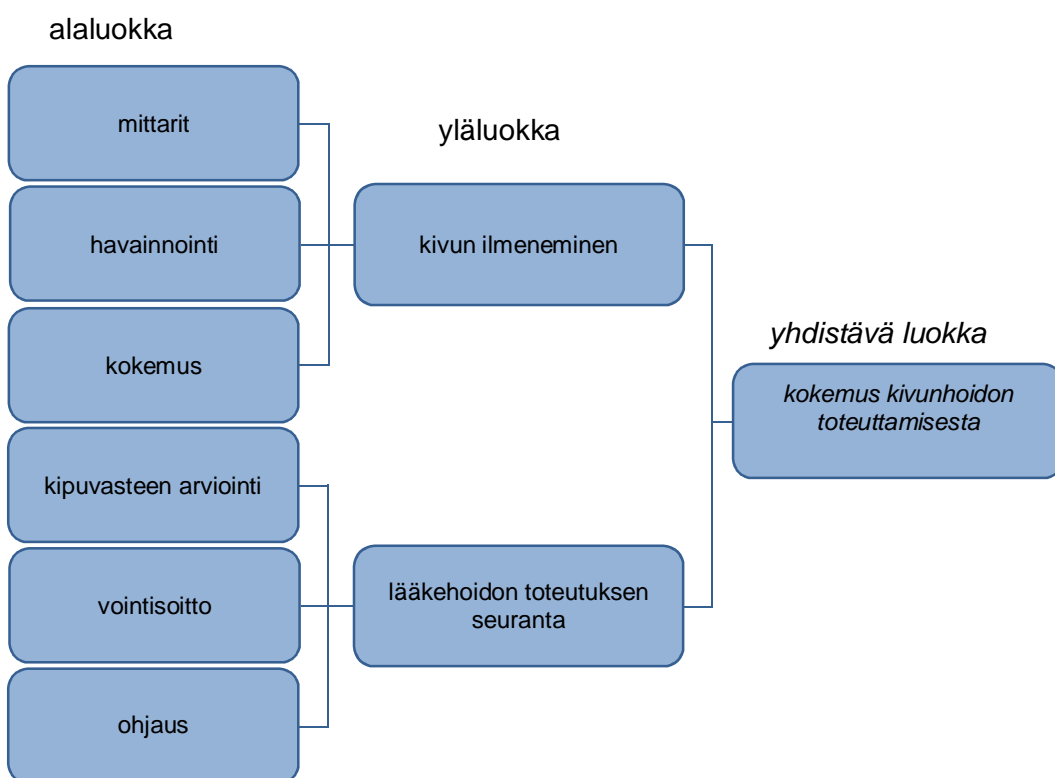 alaluokka
mittarit
havainnointi
kokemus
kipuvasteen arviointi
vointisoitto
ohjaus
yläluokka
kivun ilmeneminen
lääkehoidon toteutuksen
seuranta
yhdistävä luokka
kokemus kivunhoidon
toteuttamisesta